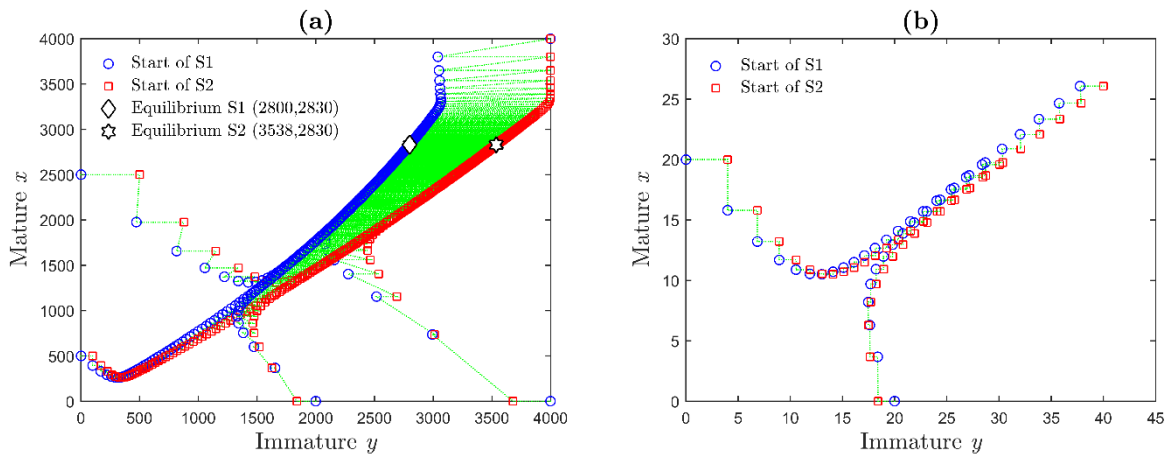 (a)
4000
3500
3000
2500
2000
1500
1000
500
0
Mature x
Start of S1
Start of S2
Equilibrium S1 (2800,2830)
Equilibrium S2 (3538,2830)
0 500 1000 1500 2000 2500 3000 3500 4000
Immature y
(b)
30
25
20
15
10
5
0
Mature x
Start of S1
Start of S2
0 5 10 15 20 25 30 35 40 45
Immature y